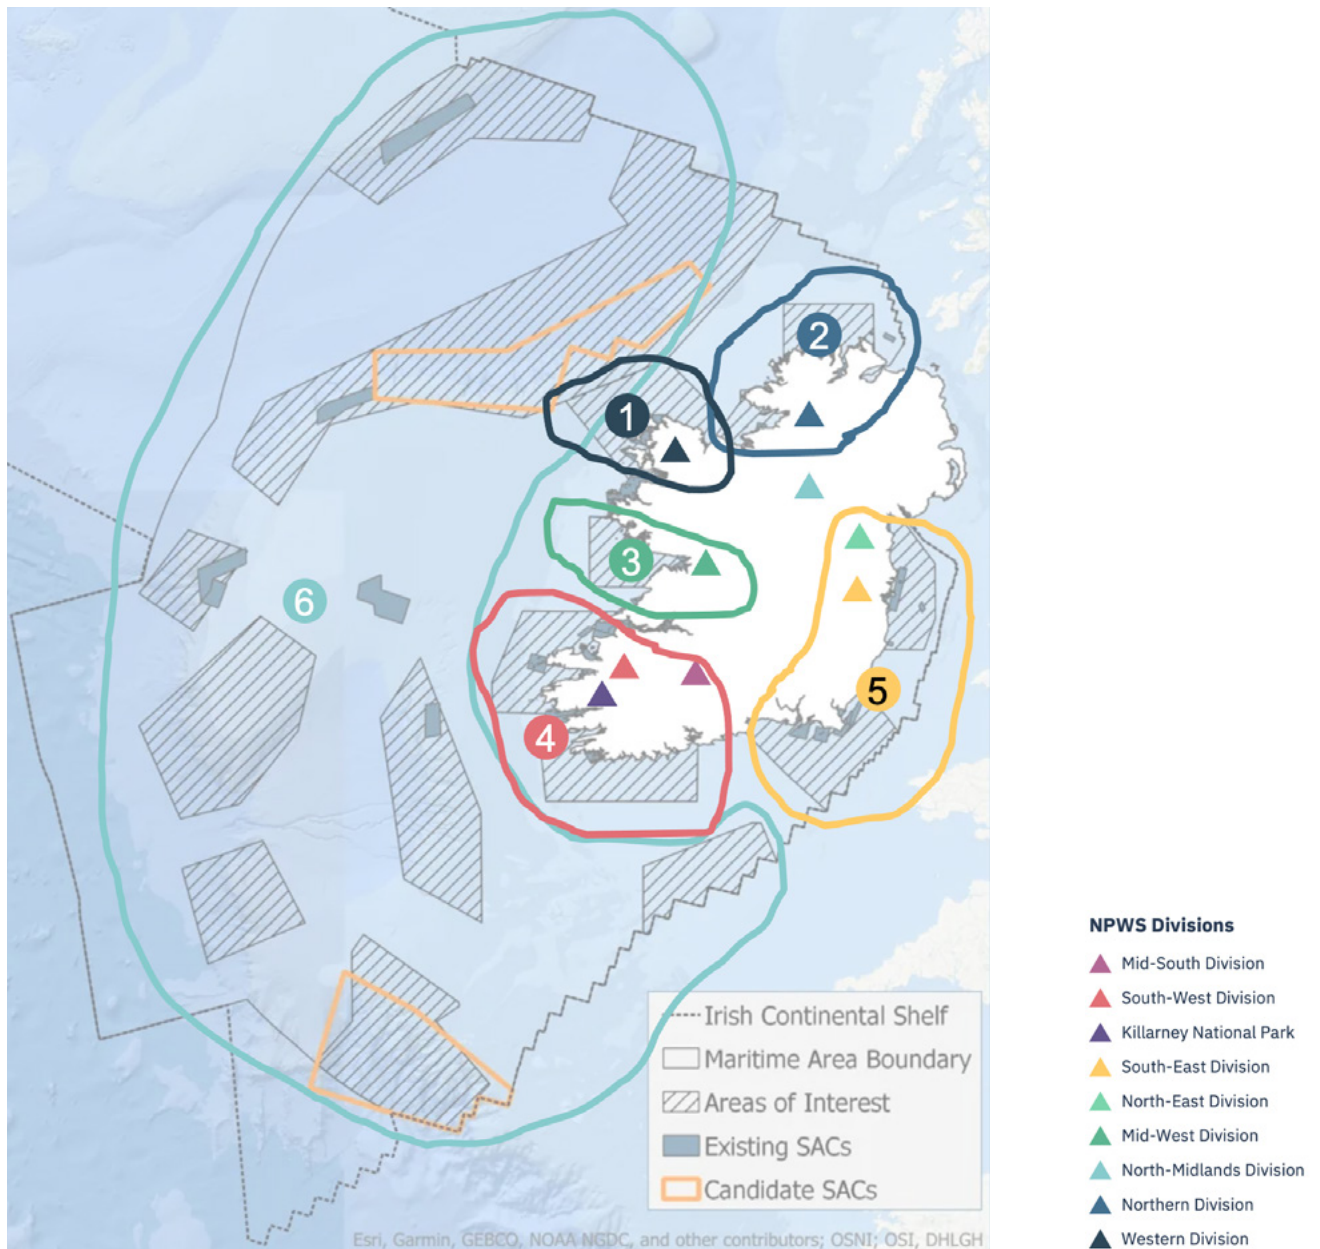 2
1
3
6
5
4
Irish Continental Shelf
Maritime Area Boundary
Areas of Interest
Existing SACs
Candidate SACs
Esri, Garmin, GEBCO, NOAA NGDC, and other contributors; OSNI; OSI, DHLGH
NPWS Divisions
Mid-South Division
South-West Division
Killarney National Park
South-East Division
North-East Division
Mid-West Division
North-Midlands Division
Northern Division
Western Division